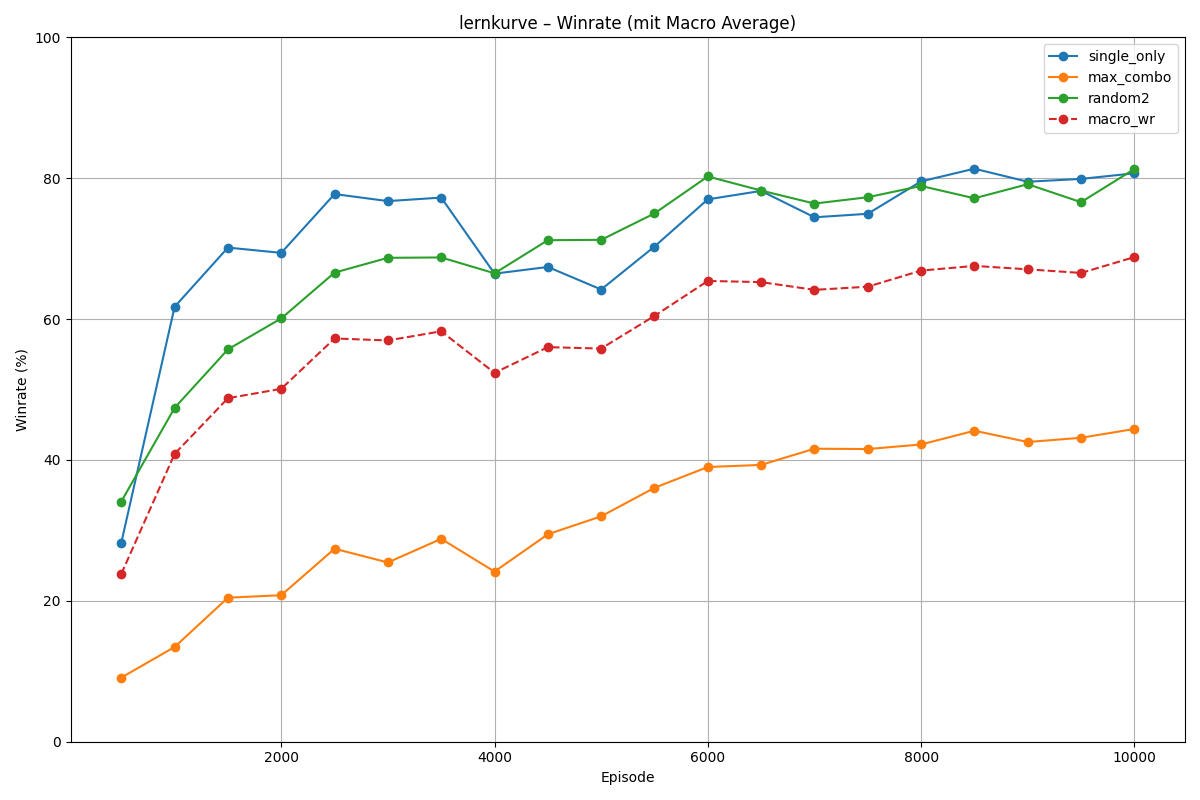 lernkurve – Winrate (mit Macro Average)
100
80
60
40
20
0
Winrate (%)
2000
4000
6000
8000
10000
Episode
single_only
max_combo
random2
macro_wr